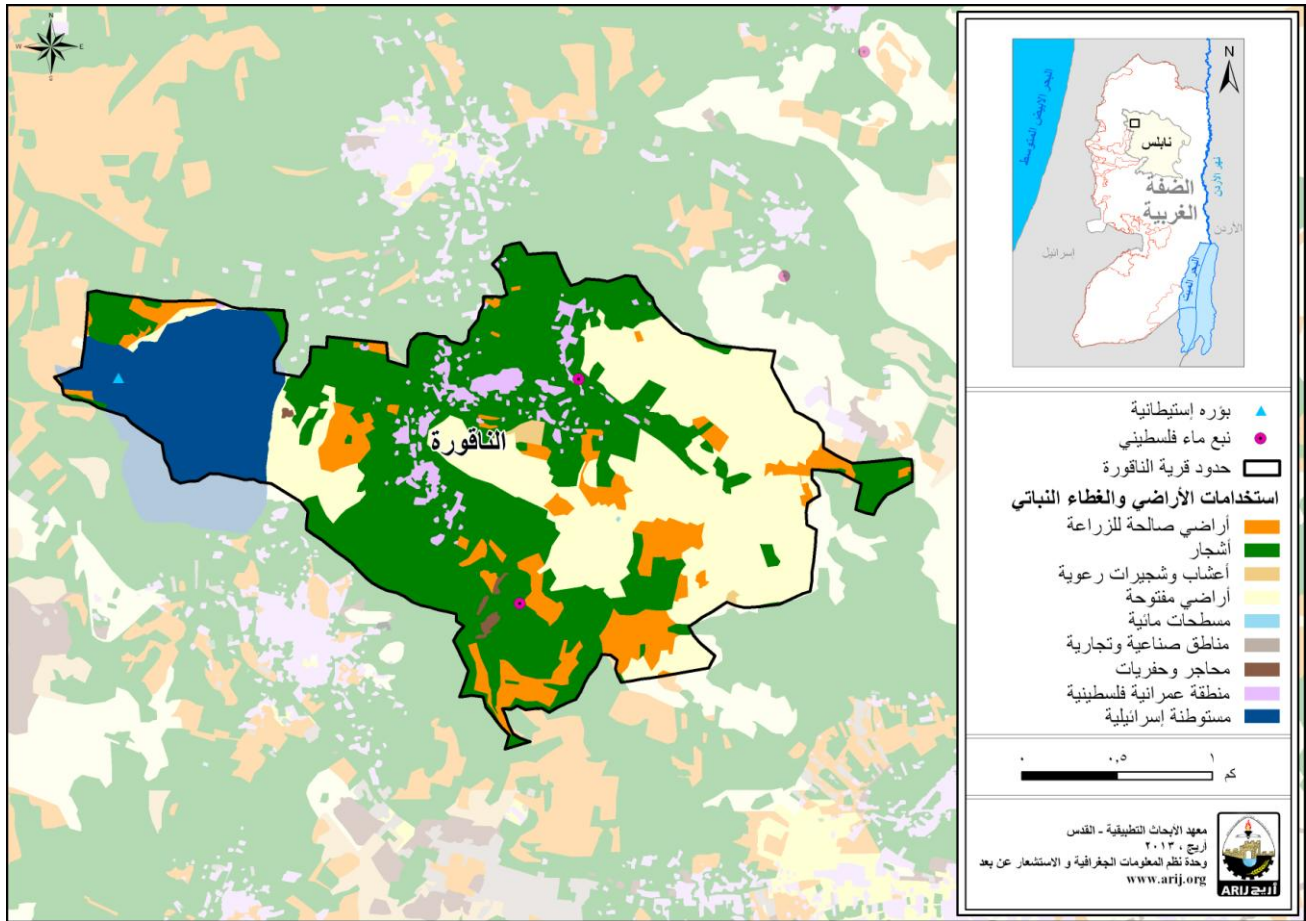 N
W
E
S
الناقورة
N
البحر الابيض المتوسط
نابلس
نهر الأردن
الضفة
الغربية
الأردن
إسرائيل
البحر الميت
بؤره إستيطانية
نبع ماء فلسطيني
حدود قرية الناقورة
استخدامات الأراضي والغطاء النباتي
أراضي صالحة للزراعة
أشجار
أعشاب وشجيرات رعوية
أراضي مفتوحة
مسطحات مائية
مناطق صناعية وتجارية
محاجر وحفريات
منطقة عمرانية فلسطينية
مستوطنة إسرائيلية
٠ ٠,٥ ١
كم
معهد الأبحاث التطبيقية - القدس
أريج ، ٢٠١٣
وحدة نظم المعلومات الجغرافية و الاستشعار عن بعد
www.arij.org
أريج ARIJ